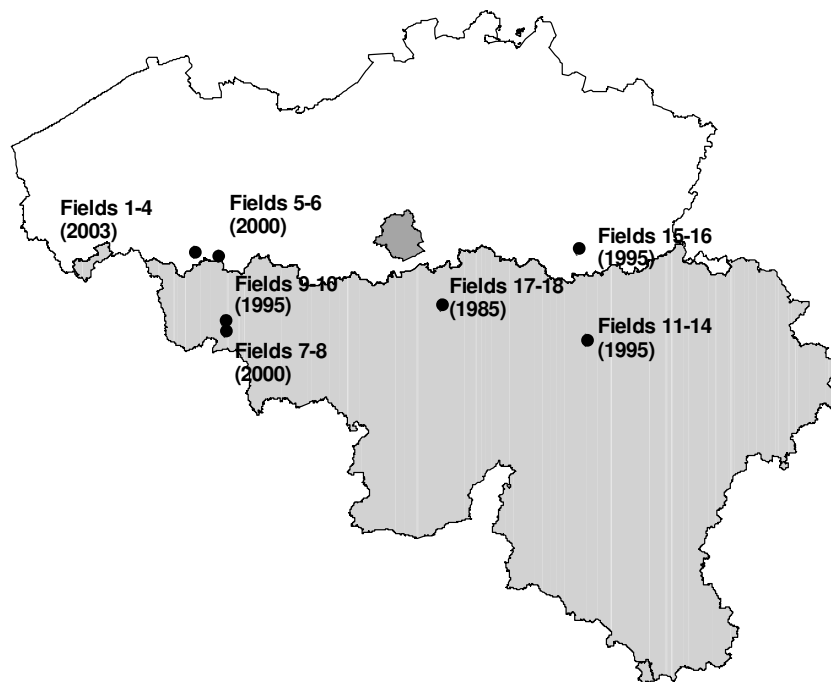 Fields 1-4
(2003)
Fields 5-6
(2000)
Fields 15-16
(1995)
Fields 9-10
(1995)
Fields 17-18
(1985)
Fields 11-14
(1995)
Fields 7-8
(2000)